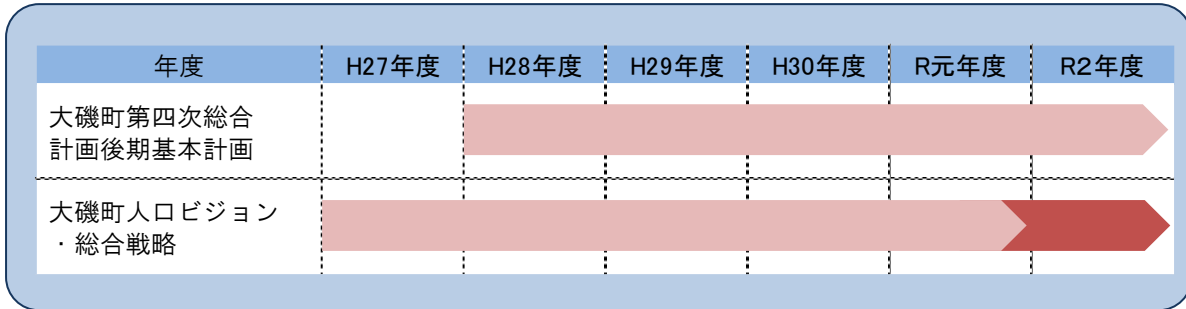 年度 H27年度 H28年度 H29年度 H30年度 R元年度 R2年度
大磯町第四次総合
計画後期基本計画
大磯町人口ビジョン
・総合戦略